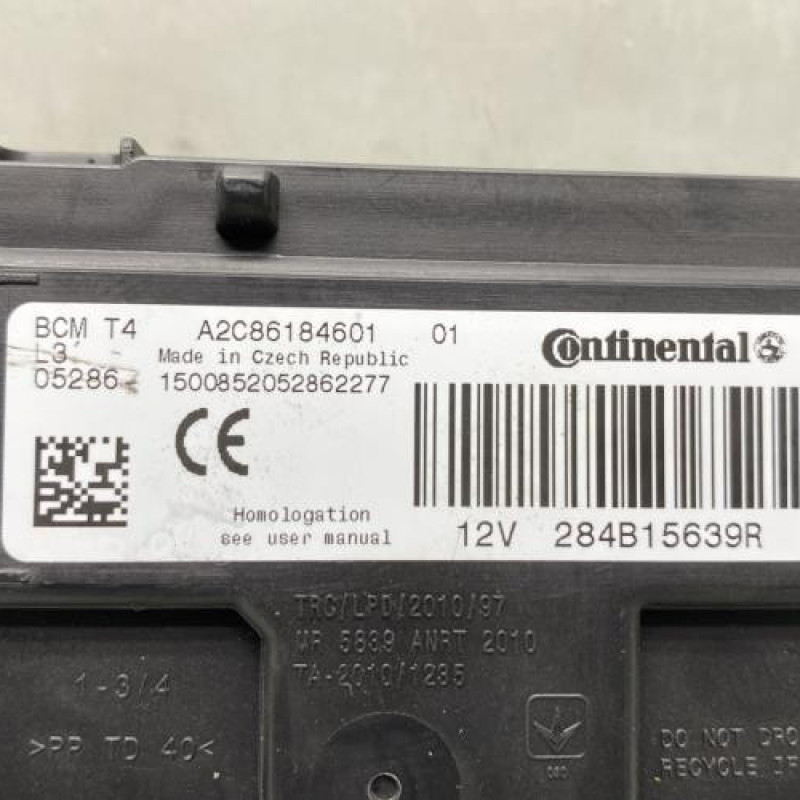 BCM T4 A2C86184601 01
L3 Made in Czech Republic
05286 1500852052862277
Continental
CE
Homologation
see user manual
12V 284B15639R
TRC/LPD/2010/97
MR 5839 ANRT 2010
TA-2010/1235
1-3/4
>PP TD 40<
DO NOT
RECYCLE